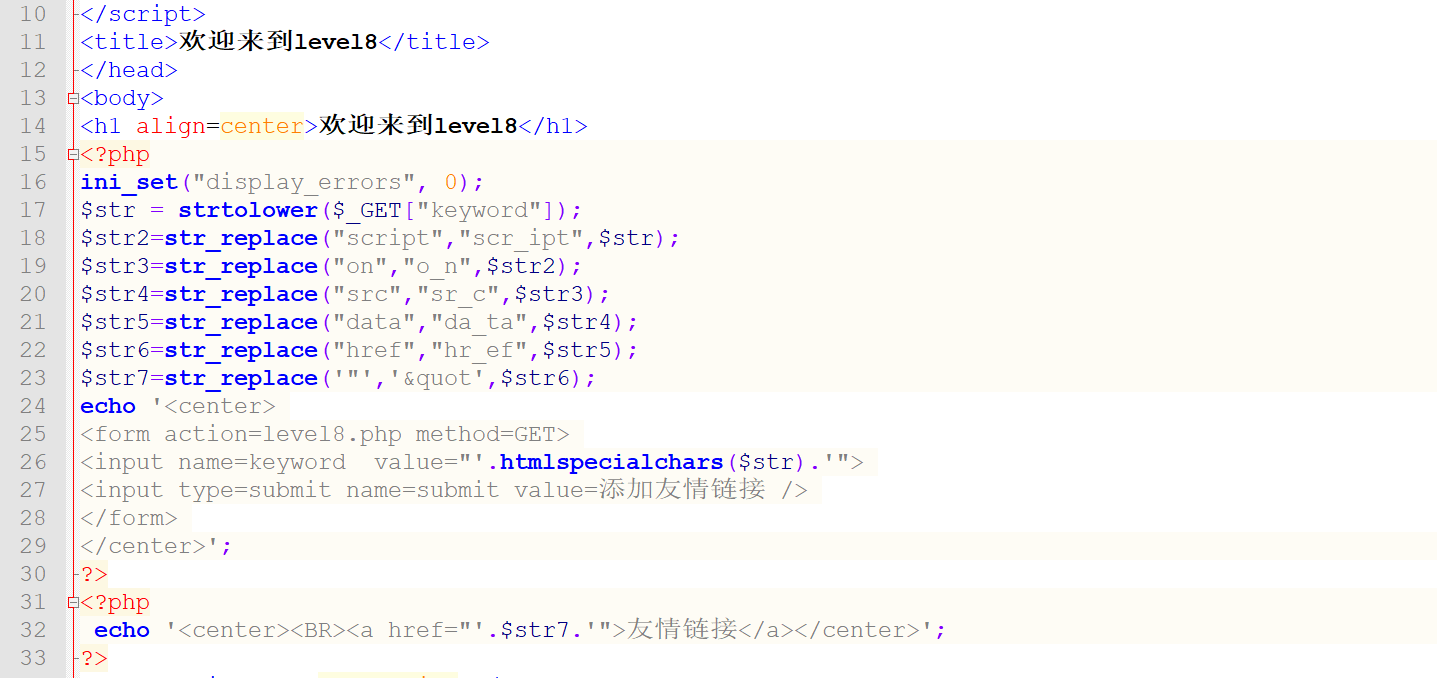 10 </script>
11 <title>欢迎来到level8</title>
12 </head>
13 <body>
14 <h1 align=center>欢迎来到level8</h1>
15 <?php
16 ini_set("display_errors", 0);
17 $str = strtolower($_GET["keyword"]);
18 $str2=str_replace("script","scr_ipt",$str);
19 $str3=str_replace("on","o_n",$str2);
20 $str4=str_replace("src","sr_c",$str3);
21 $str5=str_replace("data","da_ta",$str4);
22 $str6=str_replace("href","hr_ef",$str5);
23 $str7=str_replace('"','&quot',$str6);
24 echo '<center>
25 <form action=level8.php method=GET>
26 <input name=keyword  value="'.htmlspecialchars($str).'">
27 <input type=submit name=submit value=添加友情链接 />
28 </form>
29 </center>';
30 ?>
31 <?php
32  echo '<center><BR><a href="'.$str7.'">友情链接</a></center>';
33 ?>